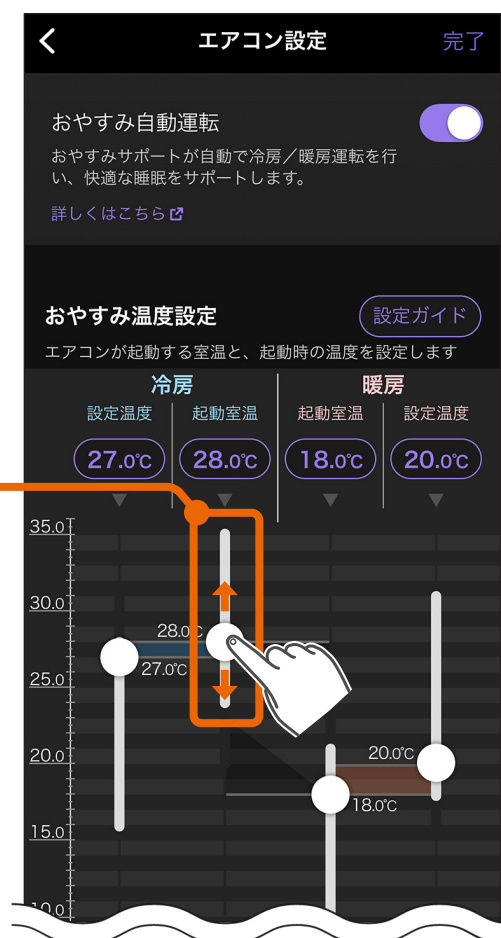 エアコン設定
完了
おやすみ自動運転
おやすみサポートが自動で冷房／暖房運転を行
い、快適な睡眠をサポートします。
詳しくはこちら
おやすみ温度設定
設定ガイド
エアコンが起動する室温と、起動時の温度を設定します
冷房
暖房
設定温度
起動室温
起動室温
設定温度
27.0℃
28.0℃
18.0℃
20.0℃
35.0
30.0
28.0℃
27.0℃
25.0
20.0
20.0℃
18.0℃
15.0
10.0